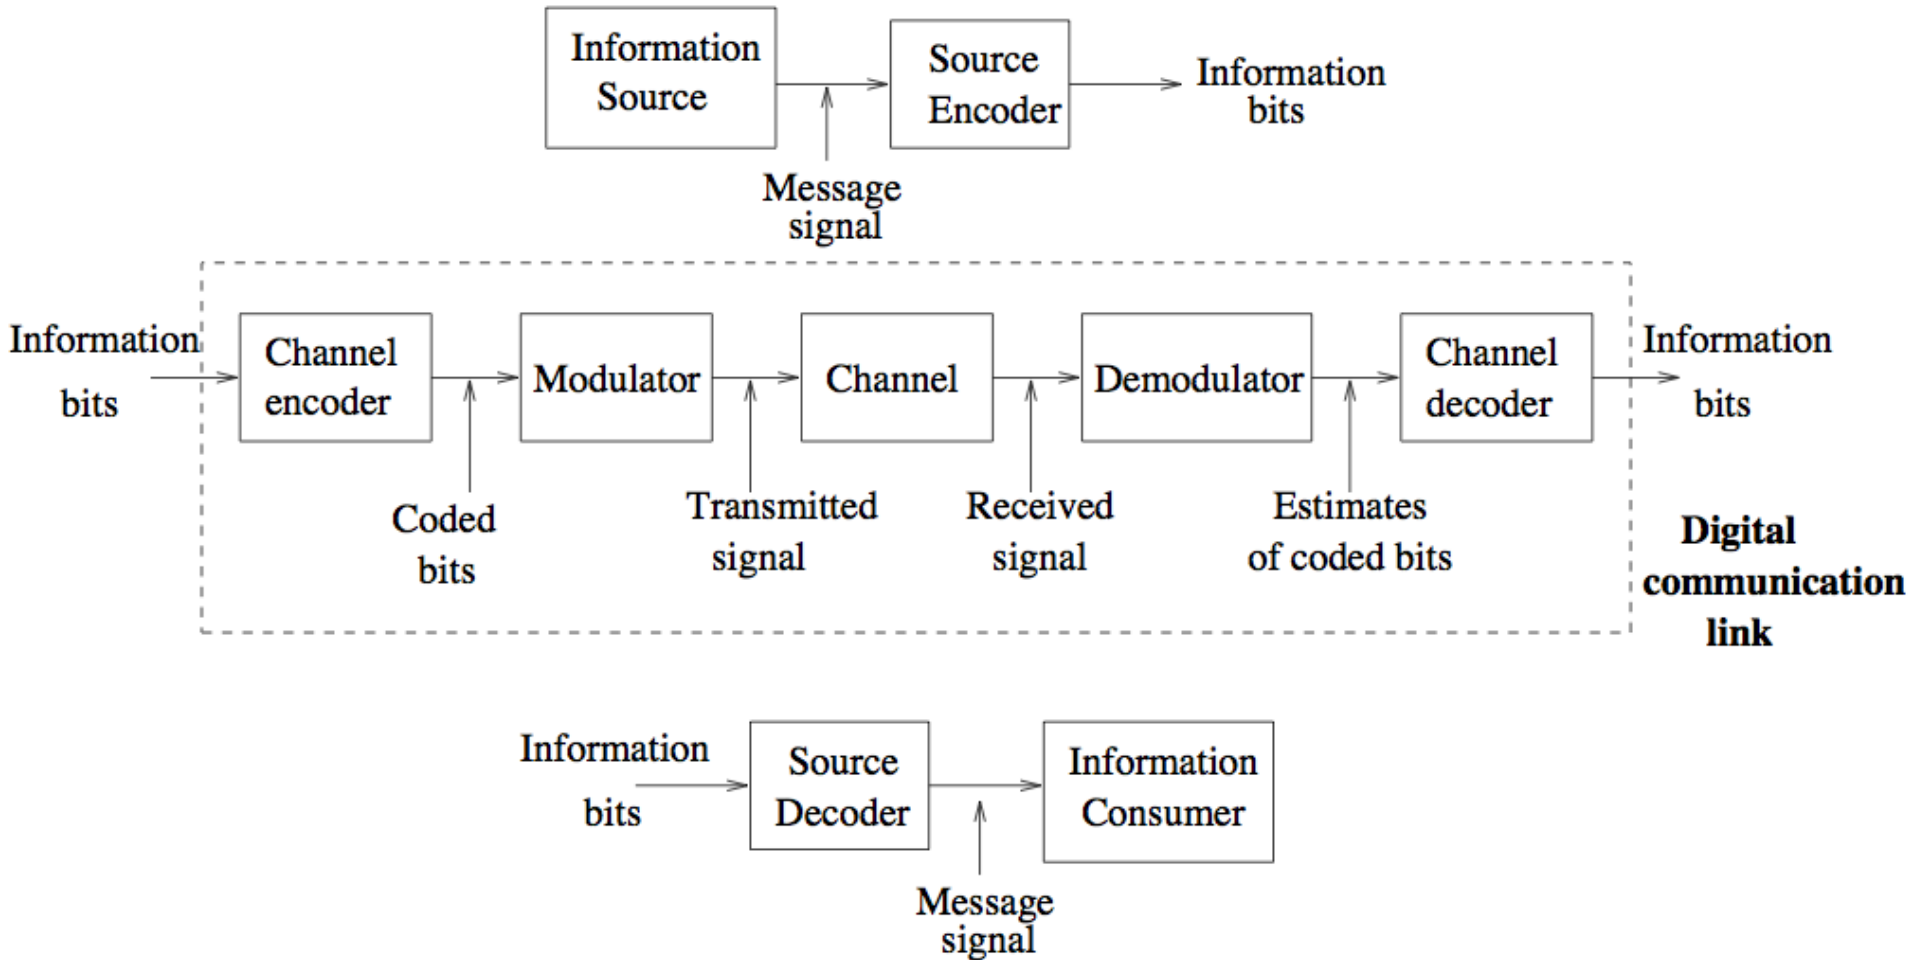 Information
Source
Source
Encoder
Information
bits
Message
signal
Information
bits
Channel
encoder
Modulator
Channel
Demodulator
Channel
decoder
Information
bits
Coded
bits
Transmitted
signal
Received
signal
Estimates
of coded bits
Digital
communication
link
Information
bits
Source
Decoder
Information
Consumer
Message
signal